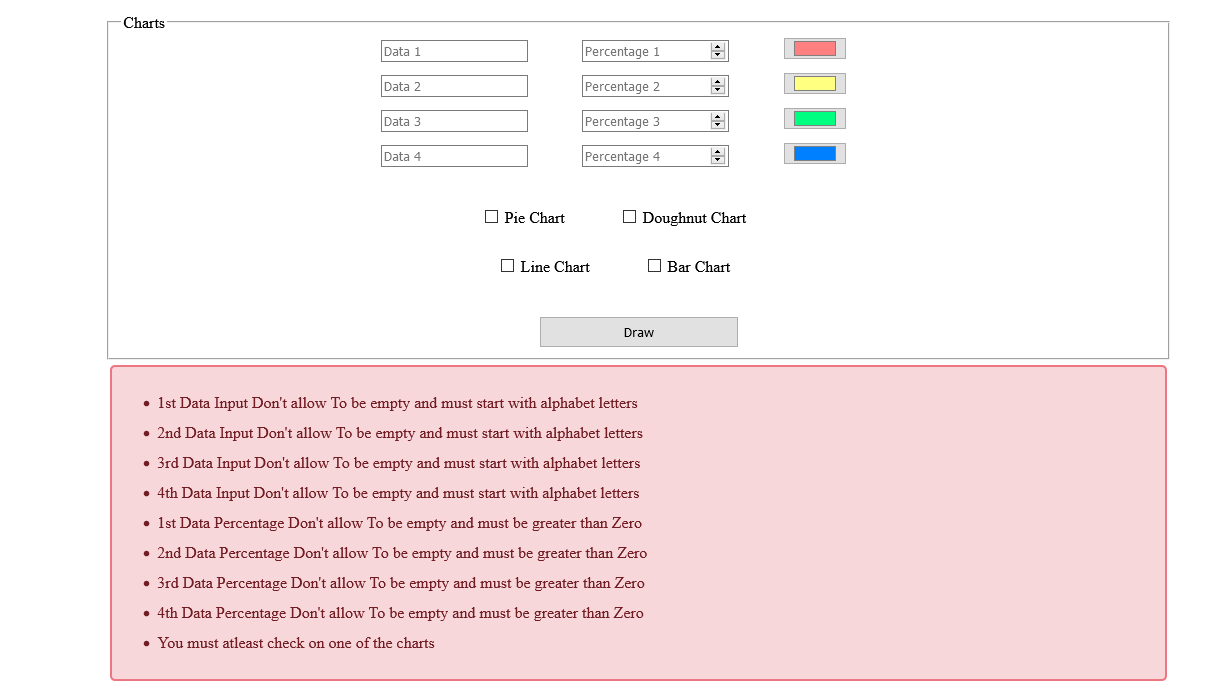 Charts
Data 1 Percentage 1
Data 2 Percentage 2
Data 3 Percentage 3
Data 4 Percentage 4
Pie Chart Doughnut Chart
Line Chart Bar Chart
Draw
• 1st Data Input Don't allow To be empty and must start with alphabet letters
• 2nd Data Input Don't allow To be empty and must start with alphabet letters
• 3rd Data Input Don't allow To be empty and must start with alphabet letters
• 4th Data Input Don't allow To be empty and must start with alphabet letters
• 1st Data Percentage Don't allow To be empty and must be greater than Zero
• 2nd Data Percentage Don't allow To be empty and must be greater than Zero
• 3rd Data Percentage Don't allow To be empty and must be greater than Zero
• 4th Data Percentage Don't allow To be empty and must be greater than Zero
• You must atleast check on one of the charts